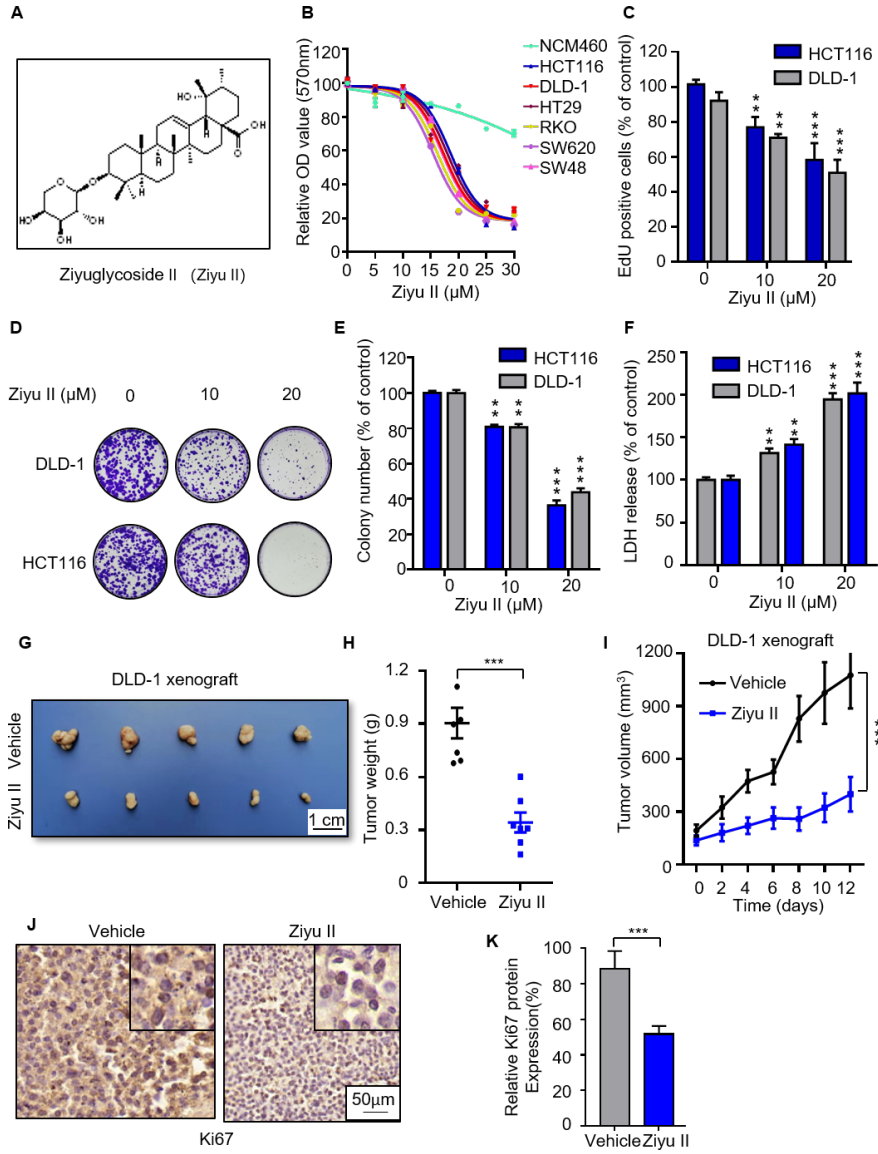 A
OH
HO
O
OH
H
H
H
O
O
O
HO
OH
OH
Ziyuglycoside II (Ziyu II)
B
Relative OD value (570nm)
120
100
80
60
40
20
0
0 5 10 15 20 25 30
Ziyu II (μM)
NCM460
HCT116
DLD-1
HT29
RKO
SW620
SW48
C
EdU positive cells (% of control)
120
100
80
60
40
20
0
HCT116
DLD-1
** ** *** ***
0 10 20
Ziyu II (μM)
D
Ziyu II (μM) 0 10 20
DLD-1
HCT116
E
Colony number (% of control)
120
100
80
60
40
20
0
HCT116
DLD-1
** ** *** ***
0 10 20
Ziyu II (μM)
F
LDH release (% of control)
250
200
150
100
50
0
HCT116
DLD-1
** ** *** ***
0 10 20
Ziyu II (μM)
G
DLD-1 xenograft
Vehicle
Ziyu II
1 cm
H
Tumor weight (g)
1.2
0.9
0.6
0.3
0
***
Vehicle Ziyu II
I
DLD-1 xenograft
Tumor volume (mm³)
1200
900
600
300
0
Vehicle
Ziyu II
***
0 2 4 6 8 10 12
Time (days)
J
Vehicle Ziyu II
50μm
Ki67
K
Relative Ki67 protein
Expression(%)
100
80
60
40
20
0
***
Vehicle Ziyu II